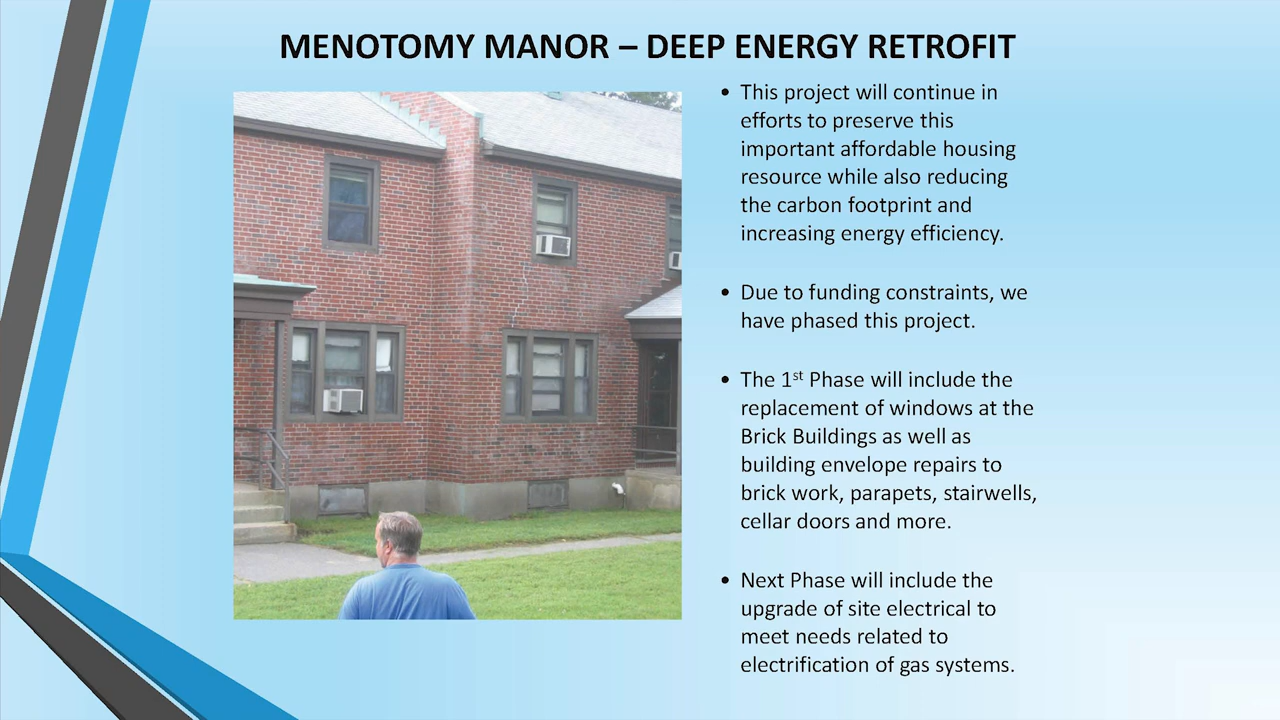 MENOTOMY MANOR – DEEP ENERGY RETROFIT
• This project will continue in
efforts to preserve this
important affordable housing
resource while also reducing
the carbon footprint and
increasing energy efficiency.
• Due to funding constraints, we
have phased this project.
• The 1st Phase will include the
replacement of windows at the
Brick Buildings as well as
building envelope repairs to
brick work, parapets, stairwells,
cellar doors and more.
• Next Phase will include the
upgrade of site electrical to
meet needs related to
electrification of gas systems.